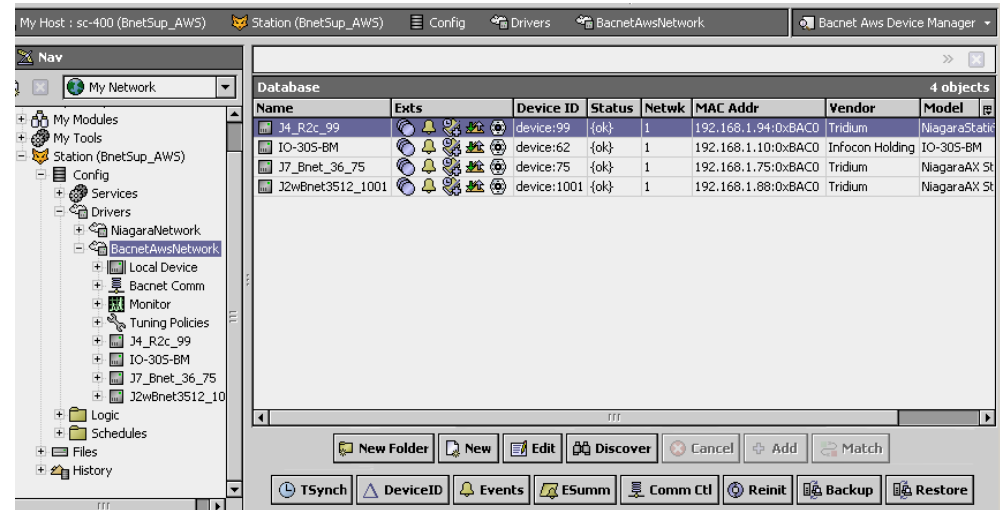 My Host : sc-400 (BnetSup_AWS) Station (BnetSup_AWS) Config Drivers BacnetAwsNetwork Bacnet Aws Device Manager
Nav
My Network
My Modules
My Tools
Station (BnetSup_AWS)
Config
Services
Drivers
NiagaraNetwork
BacnetAwsNetwork
Local Device
Bacnet Comm
Monitor
Tuning Policies
J4_R2c_99
IO-30S-BM
J7_Bnet_36_75
J2wBnet3512_10
Logic
Schedules
Files
History
Database 4 objects
Name Exts Device ID Status Netwk MAC Addr Vendor Model
J4_R2c_99 device:99 {ok} 1 192.168.1.94:0xBAC0 Tridium NiagaraStatio
IO-30S-BM device:62 {ok} 1 192.168.1.10:0xBAC0 Infocon Holding IO-30S-BM
J7_Bnet_36_75 device:75 {ok} 1 192.168.1.75:0xBAC0 Tridium NiagaraAX St
J2wBnet3512_1001 device:1001 {ok} 1 192.168.1.88:0xBAC0 Tridium NiagaraAX St
New Folder New Edit Discover Cancel Add Match
TSynch DeviceID Events ESumm Comm Ctl Reinit Backup Restore